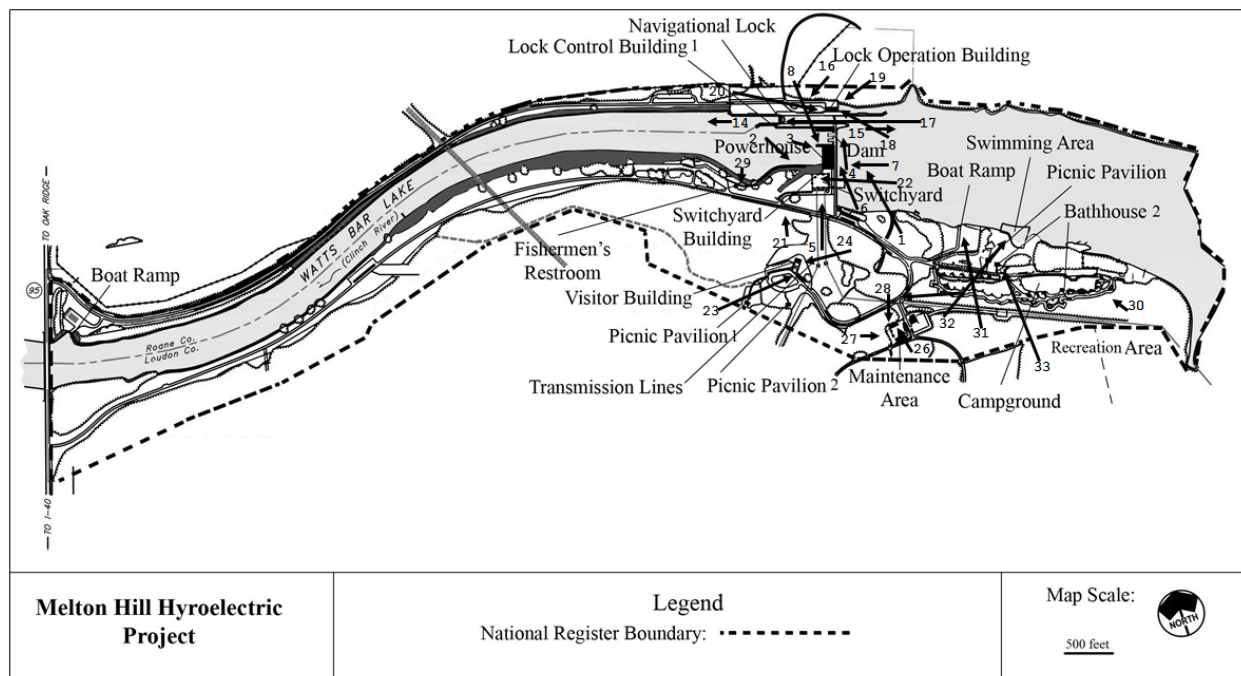 Navigational Lock
Lock Control Building 1
Lock Operation Building
8
16
19
20
14
2
3
15
17
18
Powerhouse
Dam
7
Swimming Area
Boat Ramp
Picnic Pavilion
29
4
22
Switchyard
Bathhouse 2
6
TO OAK RIDGE
WATTS BAR LAKE
(Clinch River)
Switchyard
Building
21
5
24
1
Fishermen's
Restroom
Boat Ramp
95
Visitor Building
23
28
30
Picnic Pavilion 1
27
32
31
Roane Co.
Loudon Co.
26
33
Recreation Area
Transmission Lines
Picnic Pavilion 2
Maintenance
Area
Campground
TO I-40
Melton Hill Hyroelectric
Project
Legend
National Register Boundary:
Map Scale:
500 feet
NORTH